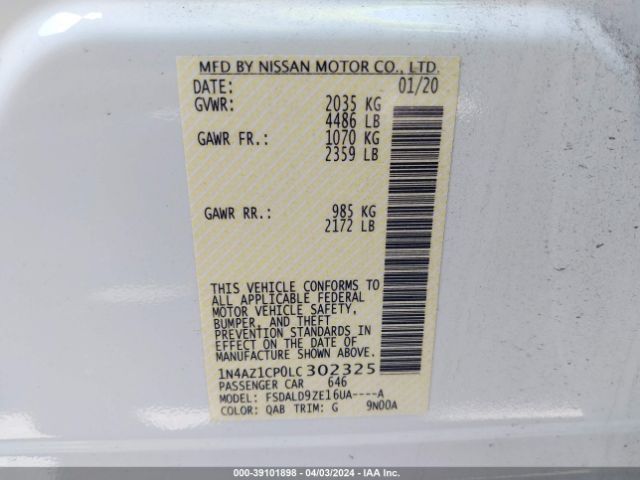 MFD BY NISSAN MOTOR CO., LTD.
DATE: 01/20
GVWR: 2035 KG
4486 LB
GAWR FR.: 1070 KG
2359 LB
GAWR RR.: 985 KG
2172 LB
THIS VEHICLE CONFORMS TO
ALL APPLICABLE FEDERAL
MOTOR VEHICLE SAFETY,
BUMPER, AND THEFT
PREVENTION STANDARDS IN
EFFECT ON THE DATE OF
MANUFACTURE SHOWN ABOVE.
1N4AZ1CP0LC302325
PASSENGER CAR 646
MODEL: FSDALD9ZE16UA----A
COLOR: QAB TRIM: G 9N00A
000-39101898 - 04/03/2024 - IAA Inc.